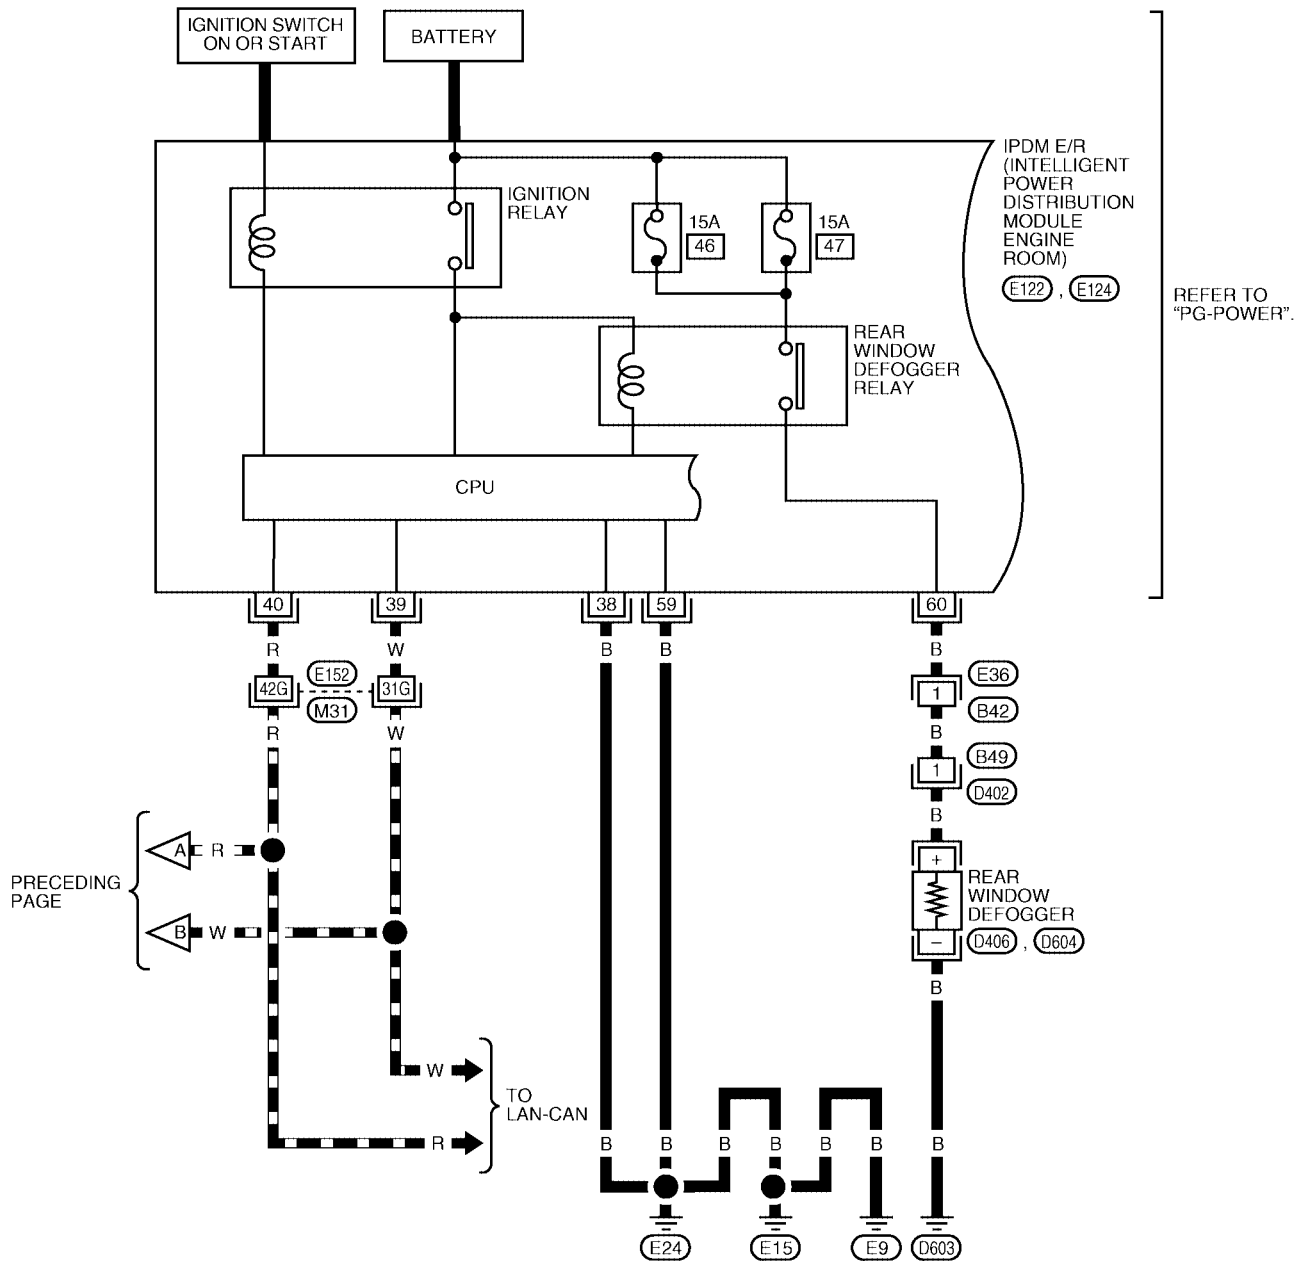 IGNITION SWITCH
ON OR START
BATTERY
IPDM E/R
(INTELLIGENT
POWER
DISTRIBUTION
MODULE
ENGINE
ROOM)
E122 , E124
REFER TO
“PG-POWER”.
IGNITION
RELAY
15A
46
15A
47
REAR
WINDOW
DEFOGGER
RELAY
CPU
40
39
38
59
60
R
W
B
B
B
42G
E152
M31
31G
E36
1
B42
R
W
B
B49
1
D402
B
A
R
+
REAR
WINDOW
DEFOGGER
PRECEDING
PAGE
B
W
–
D406 , D604
B
W
TO
LAN-CAN
R
B
B
B
B
B
B
B
E24
E15
E9
D603